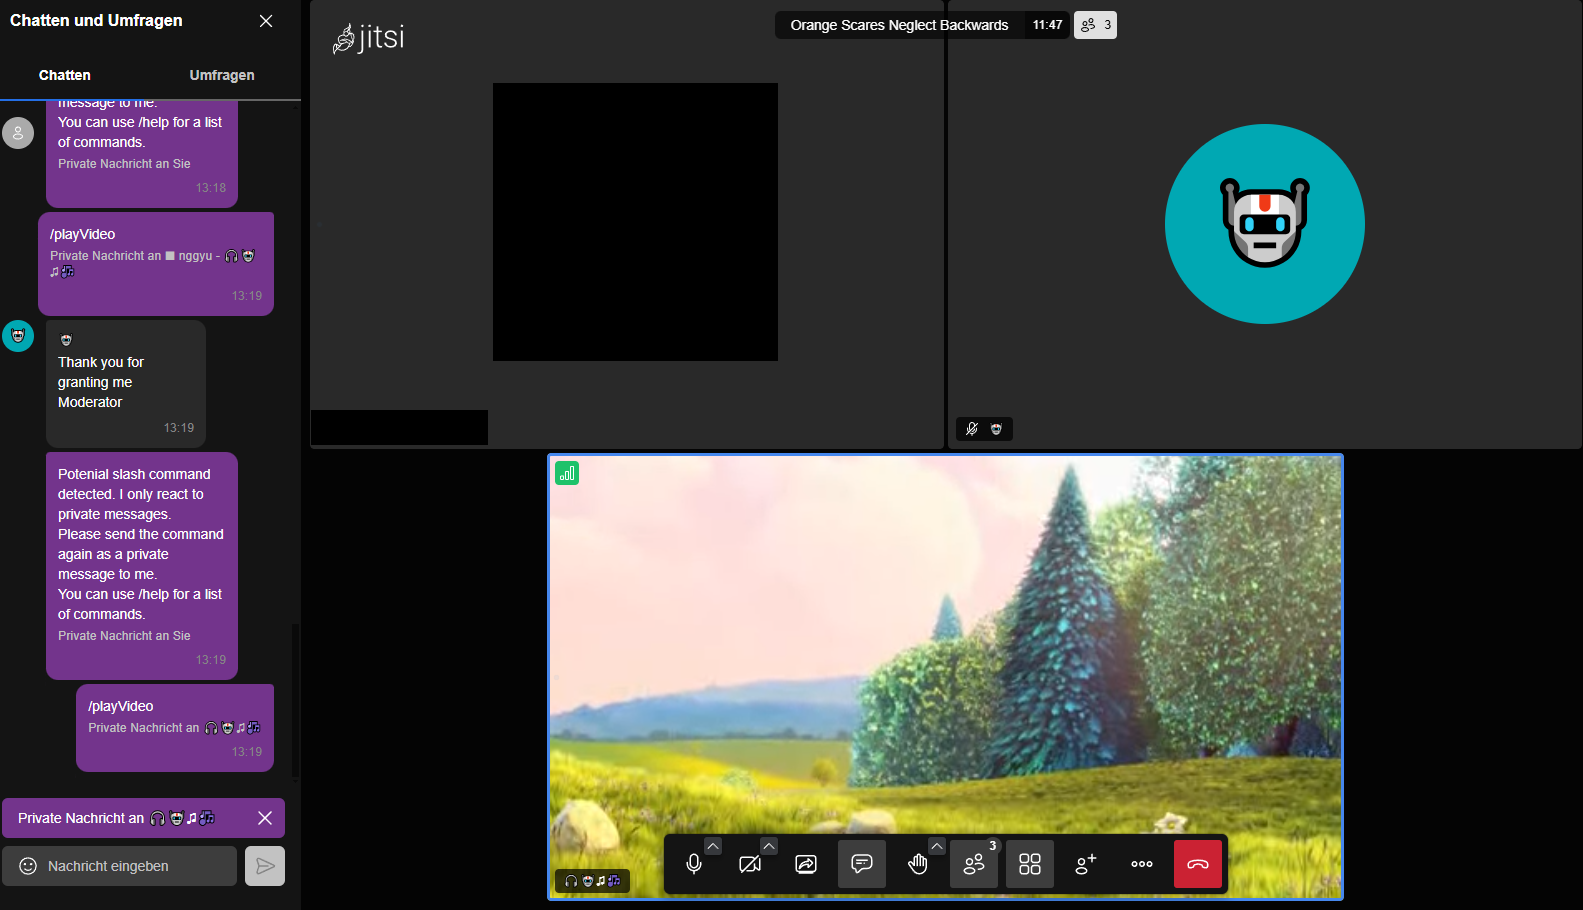 Chatten und Umfragen
Chatten
Umfragen
message to me.
You can use /help for a list
of commands.
Private Nachricht an Sie
13:18
/playVideo
Private Nachricht an ■ nggyu - 🎧🤖
🎵🎶
13:19
🤖
Thank you for
granting me
Moderator
13:19
Potenial slash command
detected. I only react to
private messages.
Please send the command
again as a private
message to me.
You can use /help for a list
of commands.
Private Nachricht an Sie
13:19
/playVideo
Private Nachricht an 🎧🤖🎵🎶
13:19
Private Nachricht an 🎧🤖🎵🎶
Nachricht eingeben
jitsi
Orange Scares Neglect Backwards
11:47
3
3